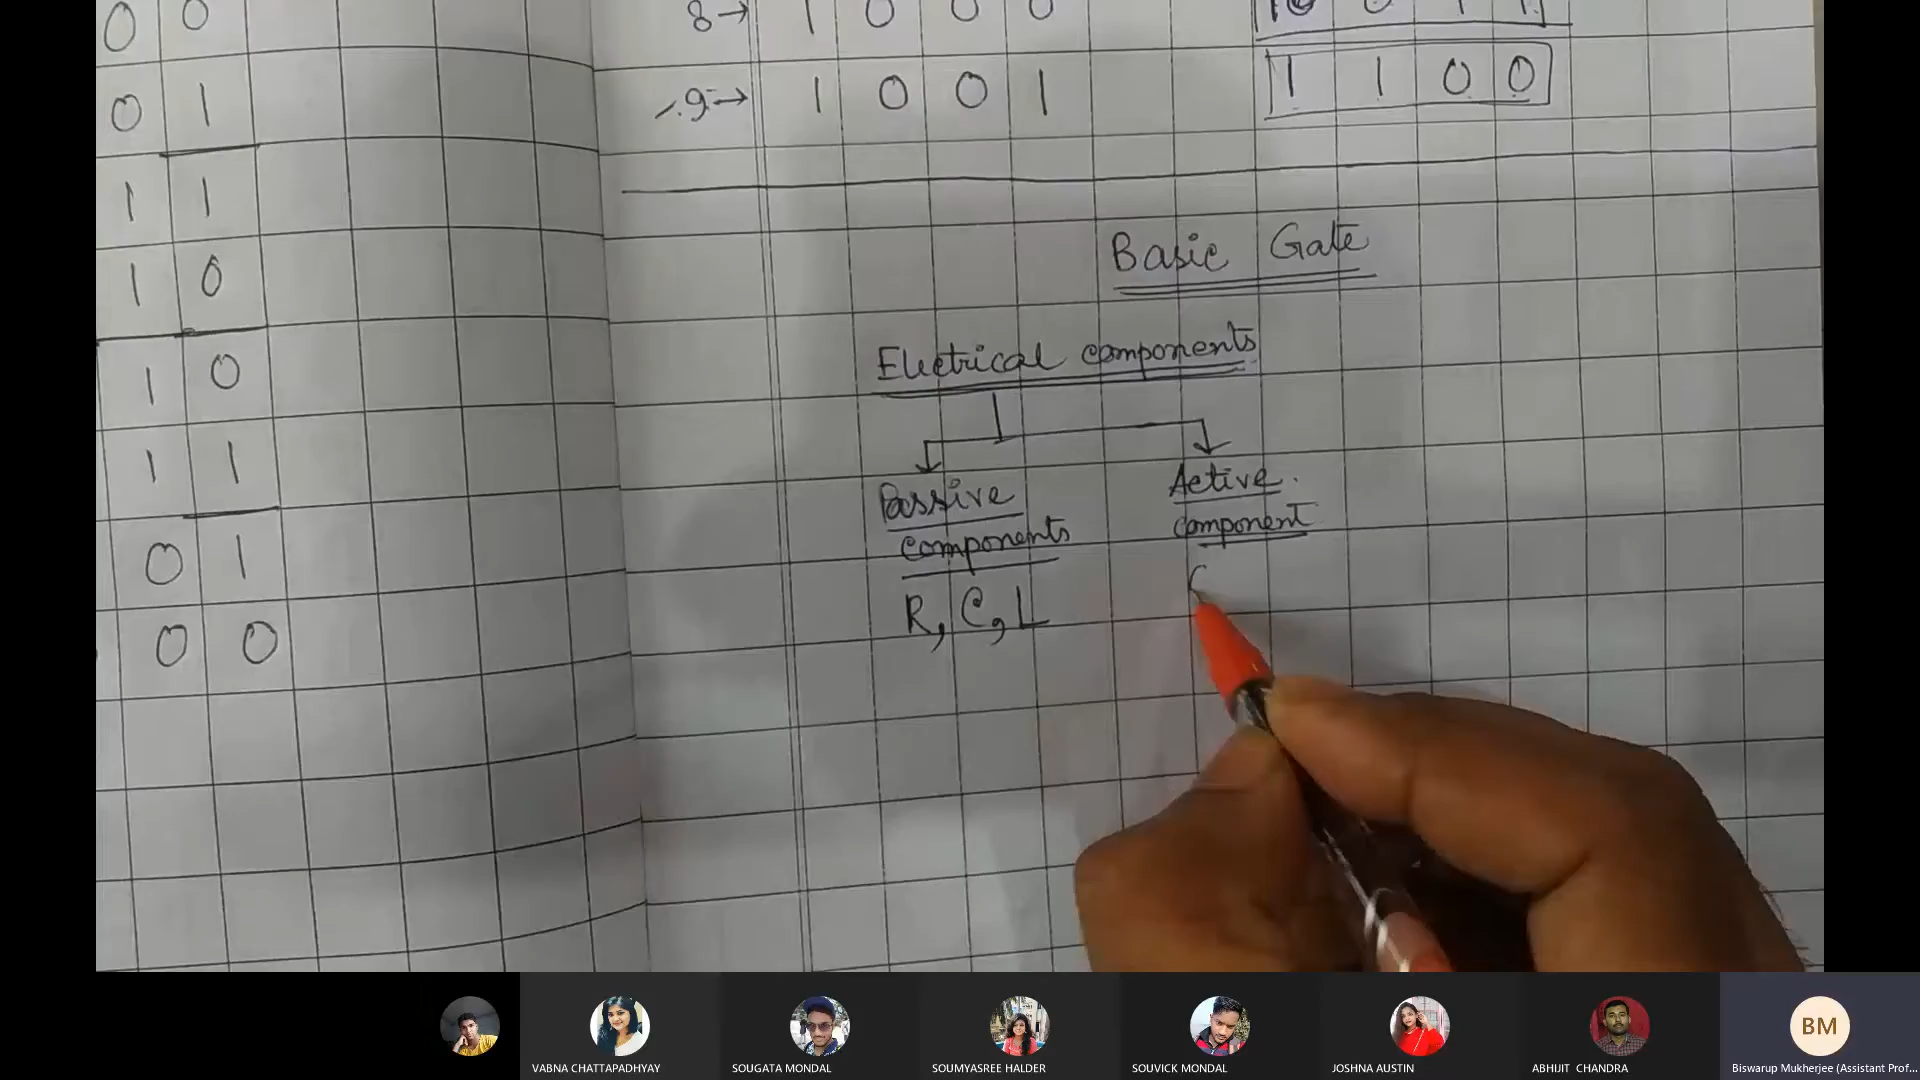 0 0
0 1
1 1
1 0
1 0
1 1
0 1
0 0
8→ 1 0 0 0
9→ 1 0 0 1
1 1 0 0
Basic Gate
Eletrical components
Passive
components
R, C, L
Active
component
VABNA CHATTAPADHYAY
SOUGATA MONDAL
SOUMYASREE HALDER
SOUVICK MONDAL
JOSHNA AUSTIN
ABHIJIT CHANDRA
BM
Biswarup Mukherjee (Assistant Prof...